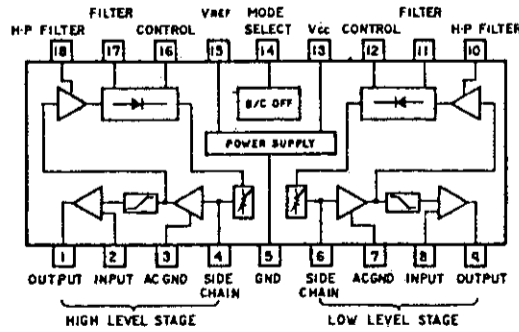 FILTER VREF MODE FILTER
H·P FILTER CONTROL SELECT Vcc CONTROL H·P FILTER
18 17 16 15 14 13 12 11 10
B/C OFF
POWER SUPPLY
1 2 3 4 5 6 7 8 9
OUTPUT INPUT AC GND SIDE CHAIN GND SIDE CHAIN AC GND INPUT OUTPUT
HIGH LEVEL STAGE LOW LEVEL STAGE